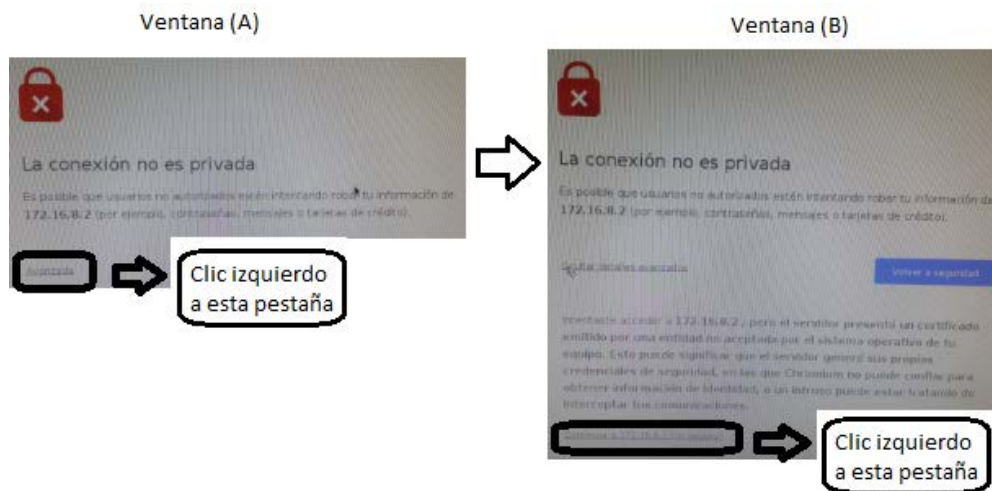 Ventana (A)
La conexión no es privada
Es posible que usuarios no autorizados estén intentando robar tu información de
172.16.8.2 (por ejemplo, contraseñas, mensajes o tarjetas de crédito).
Avanzada
Clic izquierdo
a esta pestaña
Ventana (B)
La conexión no es privada
Es posible que usuarios no autorizados estén intentando robar tu información de
172.16.8.2 (por ejemplo, contraseñas, mensajes o tarjetas de crédito).
Ocultar detalles avanzados
Volver a seguridad
Intentaste acceder a 172.16.8.2, pero el servidor presentó un certificado
emitido por una entidad no aceptada por el sistema operativo de tu
equipo. Esto puede significar que el servidor generó sus propias
credenciales de seguridad, en las que Chromium no puede confiar para
obtener información de identidad, o un intruso puede estar tratando de
interceptar tus comunicaciones.
Clic izquierdo
a esta pestaña